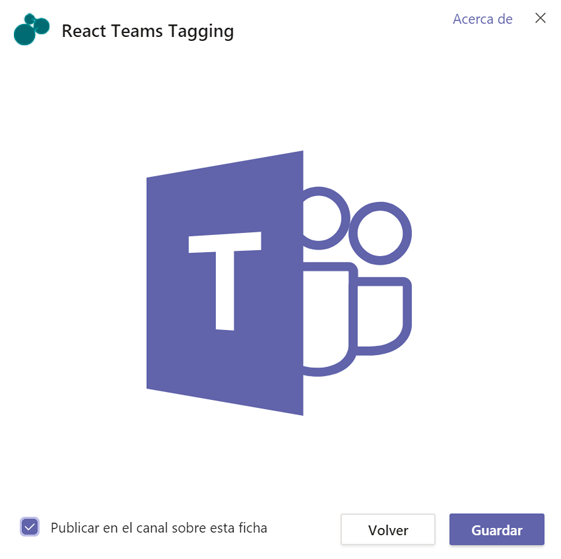 Acerca de
React Teams Tagging
T
Publicar en el canal sobre esta ficha
Volver
Guardar